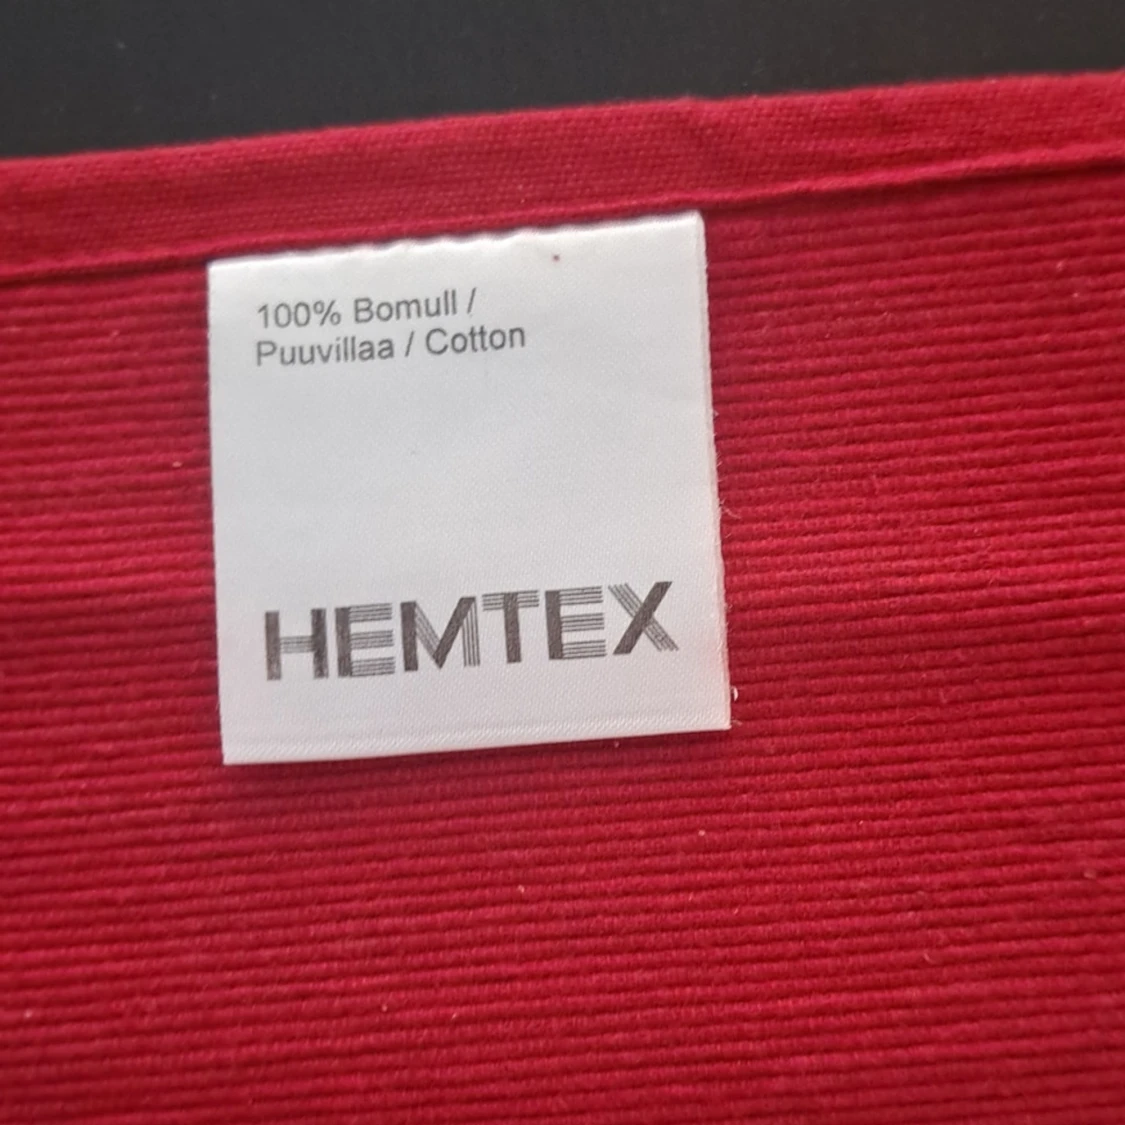 100% Bomull /
Puuvillaa / Cotton
HEMTEX